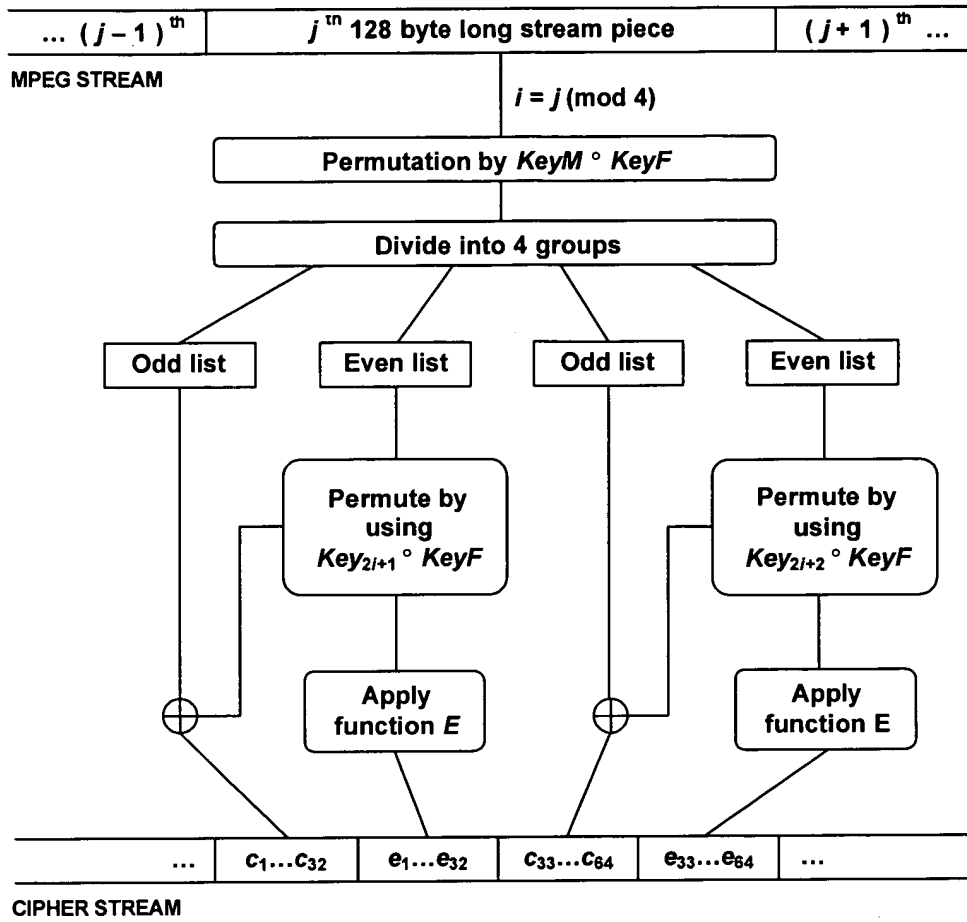 ... (j – 1)ᵗʰ
jᵗʰ 128 byte long stream piece
(j + 1)ᵗʰ ...
MPEG STREAM
i = j (mod 4)
Permutation by KeyM ° KeyF
Divide into 4 groups
Odd list
Even list
Odd list
Even list
Permute by
using
Key₂ᵢ₊₁ ° KeyF
Permute by
using
Key₂ᵢ₊₂ ° KeyF
Apply
function E
Apply
function E
...
c₁...c₃₂
e₁...e₃₂
c₃₃...c₆₄
e₃₃...e₆₄
...
CIPHER STREAM